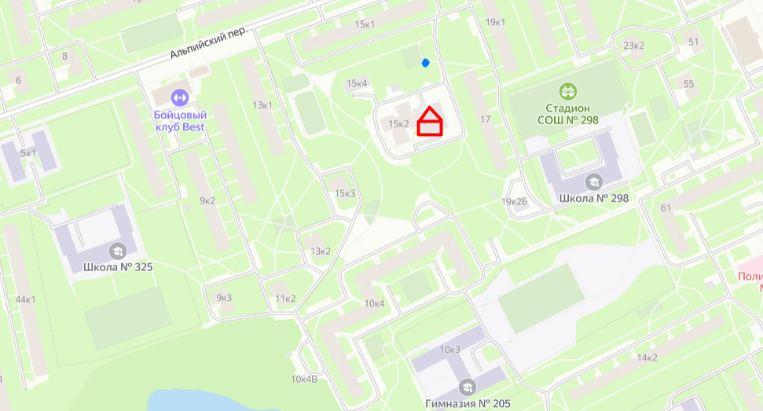 10
15к1
19к1
Альпийский пер.
23к2
51
8
6
15к4
55
13к1
Бойцовый
клуб Best
15к2
17
Стадион
СОШ № 298
5к1
9к2
15к3
19к2Б
Школа № 298
61
Школа № 325
13к2
Поли
44к1
9к3
11к2
10к4
10к3
14к2
10к4В
Гимназия № 205